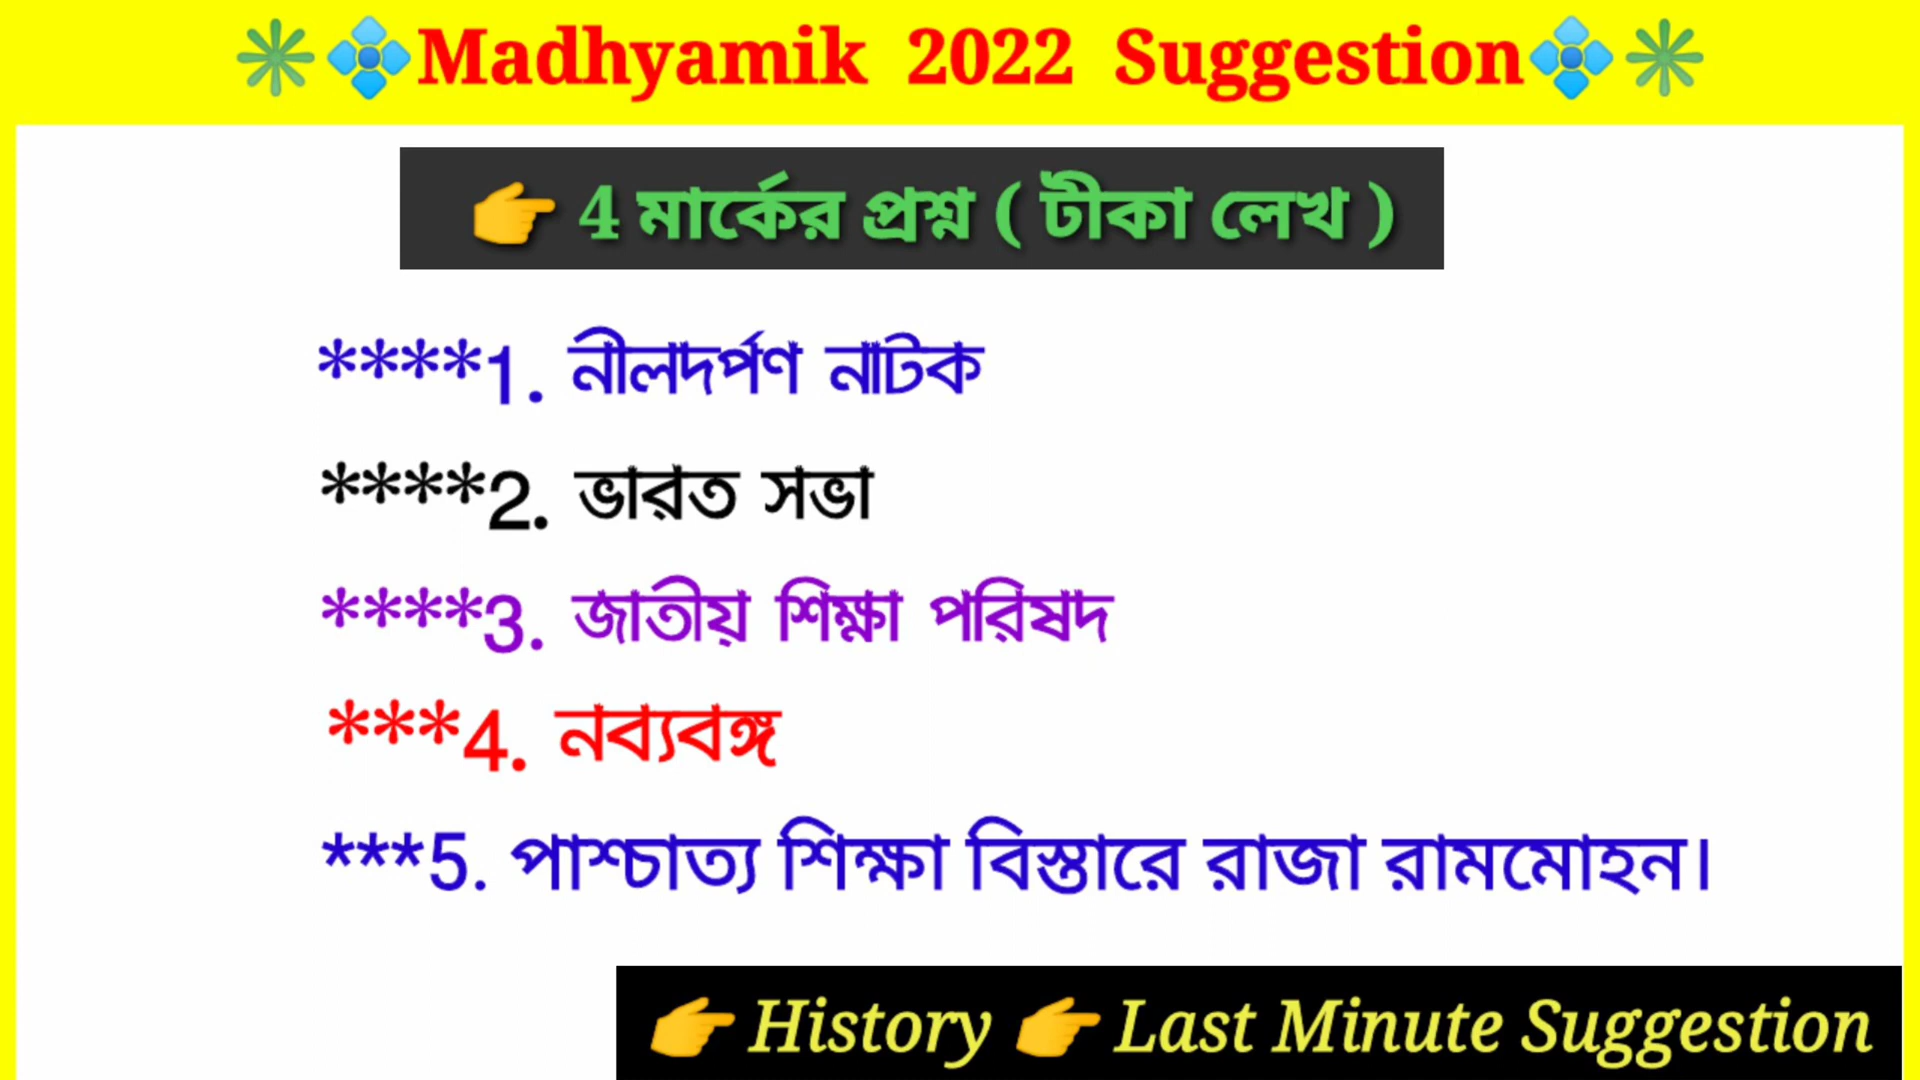 ✳️💠Madhyamik 2022 Suggestion💠✳️
👉 4 মার্কের প্রশ্ন ( টীকা লেখ )
****1. নীলদর্পণ নাটক
****2. ভারত সভা
****3. জাতীয় শিক্ষা পরিষদ
***4. নব্যবঙ্গ
***5. পাশ্চাত্য শিক্ষা বিস্তারে রাজা রামমোহন।
👉 History 👉 Last Minute Suggestion